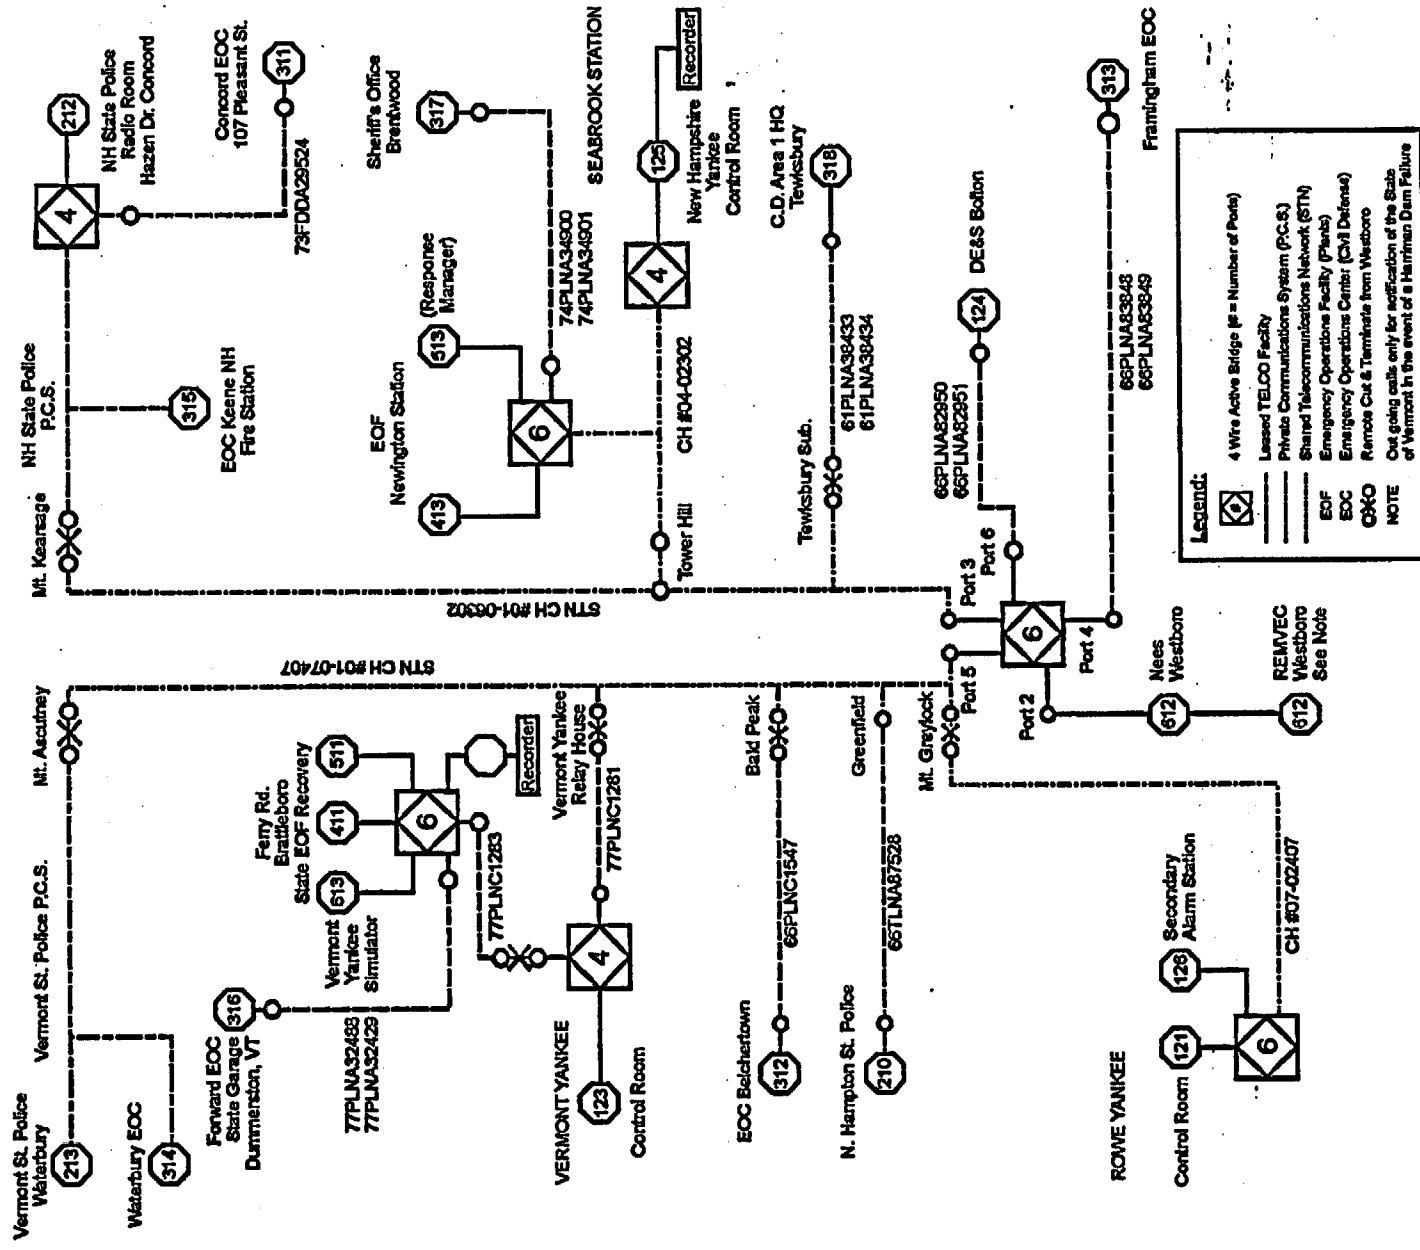 Vermont St. Police
Waterbury
213
Vermont St. Police P.C.S.
Mt. Ascutney
Mt. Kearsage
NH State Police
P.C.S.
4
212
NH State Police
Radio Room
Hazen Dr. Concord
Waterbury EOC
314
315
EOC Keene NH
Fire Station
73FDDA29524
Concord EOC
107 Pleasant St.
311
Forward EOC
State Garage
Dummerston, VT
316
77PLNA32488
77PLNA32429
Vermont
Yankee
Simulator
613
411
511
Ferry Rd.
Brattleboro
State EOF Recovery
6
Recorder
77PLNC1283
STN CH #01-07407
STN CH #01-06302
EOF
Newington Station
413
513
(Response
Manager)
6
Sheriff's Office
Brentwood
317
74PLNA34900
74PLNA34901
VERMONT YANKEE
123
Control Room
4
77PLNC1281
Vermont Yankee
Relay House
Tower Hill
CH #04-02302
4
SEABROOK STATION
125
New Hampshire
Yankee
Control Room
Recorder
EOC Belchertown
312
66PLNC1547
Bald Peak
Tewksbury Sub.
61PLNA38433
61PLNA38434
C.D. Area 1 HQ
Tewksbury
318
N. Hampton St. Police
210
66TLNA87528
Greenfield
Mt. Greylock
Port 5
Port 3
Port 6
6
Port 2
Port 4
66PLNA82950
66PLNA82951
124
DE&S Bolton
66PLNA83848
66PLNA83849
313
Framingham EOC
Nees
Westboro
612
REMVEC
Westboro
See Note
612
ROWE YANKEE
Control Room
121
126
Secondary
Alarm Station
6
CH #07-02407
Legend:
# 4 Wire Active Bridge (# = Number of Ports)
Leased TELCO Facility
Private Communications System (P.C.S.)
Shared Telecommunications Network (STN)
EOF Emergency Operations Facility (Plants)
EOC Emergency Operations Center (Civil Defense)
Remote Cut & Terminate from Westboro
NOTE Out going calls only for notification of the State
of Vermont in the event of a Harriman Dam Failure